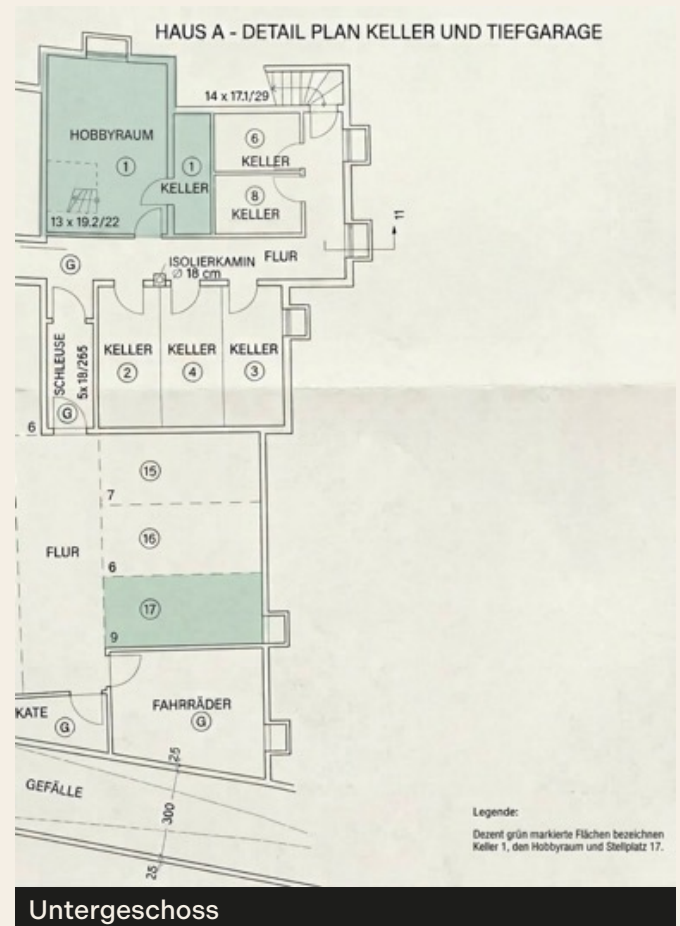 HAUS A - DETAIL PLAN KELLER UND TIEFGARAGE
14 x 17.1/29
HOBBYRAUM
1
1
KELLER
6
KELLER
8
KELLER
13 x 19.2/22
11
G
ISOLIERKAMIN
Ø 18 cm
FLUR
SCHLEUSE
5x 18/265
G
KELLER
2
KELLER
4
KELLER
3
6
15
7
16
FLUR
6
17
9
KATE
G
FAHRRÄDER
G
GEFÄLLE
25
300
25
Legende:
Dezent grün markierte Flächen bezeichnen
Keller 1, den Hobbyraum und Stellplatz 17.
Untergeschoss